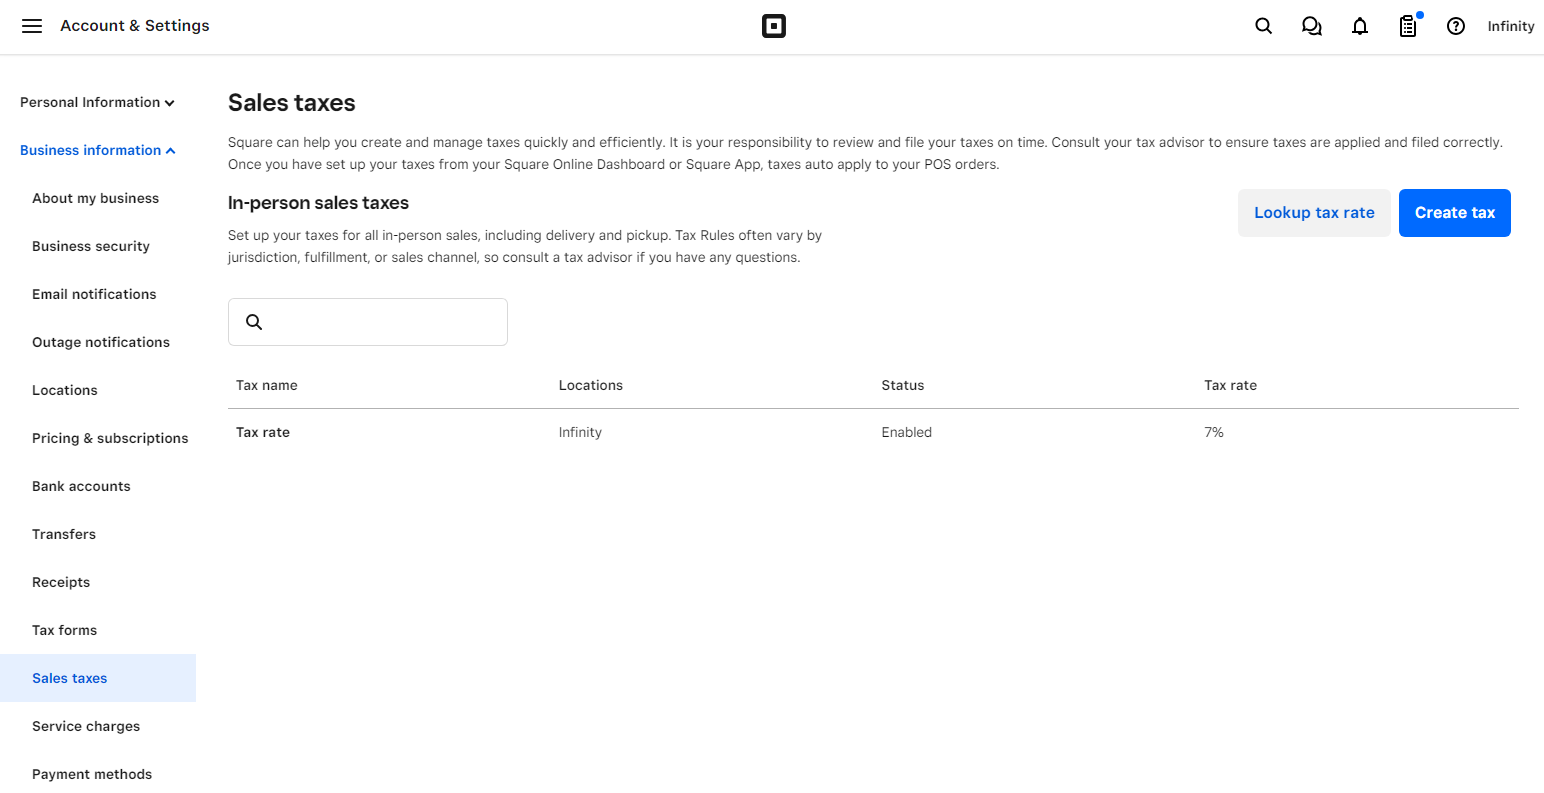 Account & Settings
Infinity
Personal Information
Business information
About my business
Business security
Email notifications
Outage notifications
Locations
Pricing & subscriptions
Bank accounts
Transfers
Receipts
Tax forms
Sales taxes
Service charges
Payment methods
Sales taxes
Square can help you create and manage taxes quickly and efficiently. It is your responsibility to review and file your taxes on time. Consult your tax advisor to ensure taxes are applied and filed correctly.
Once you have set up your taxes from your Square Online Dashboard or Square App, taxes auto apply to your POS orders.
In-person sales taxes
Lookup tax rate
Create tax
Set up your taxes for all in-person sales, including delivery and pickup. Tax Rules often vary by
jurisdiction, fulfillment, or sales channel, so consult a tax advisor if you have any questions.
Tax name Locations Status Tax rate
Tax rate Infinity Enabled 7%